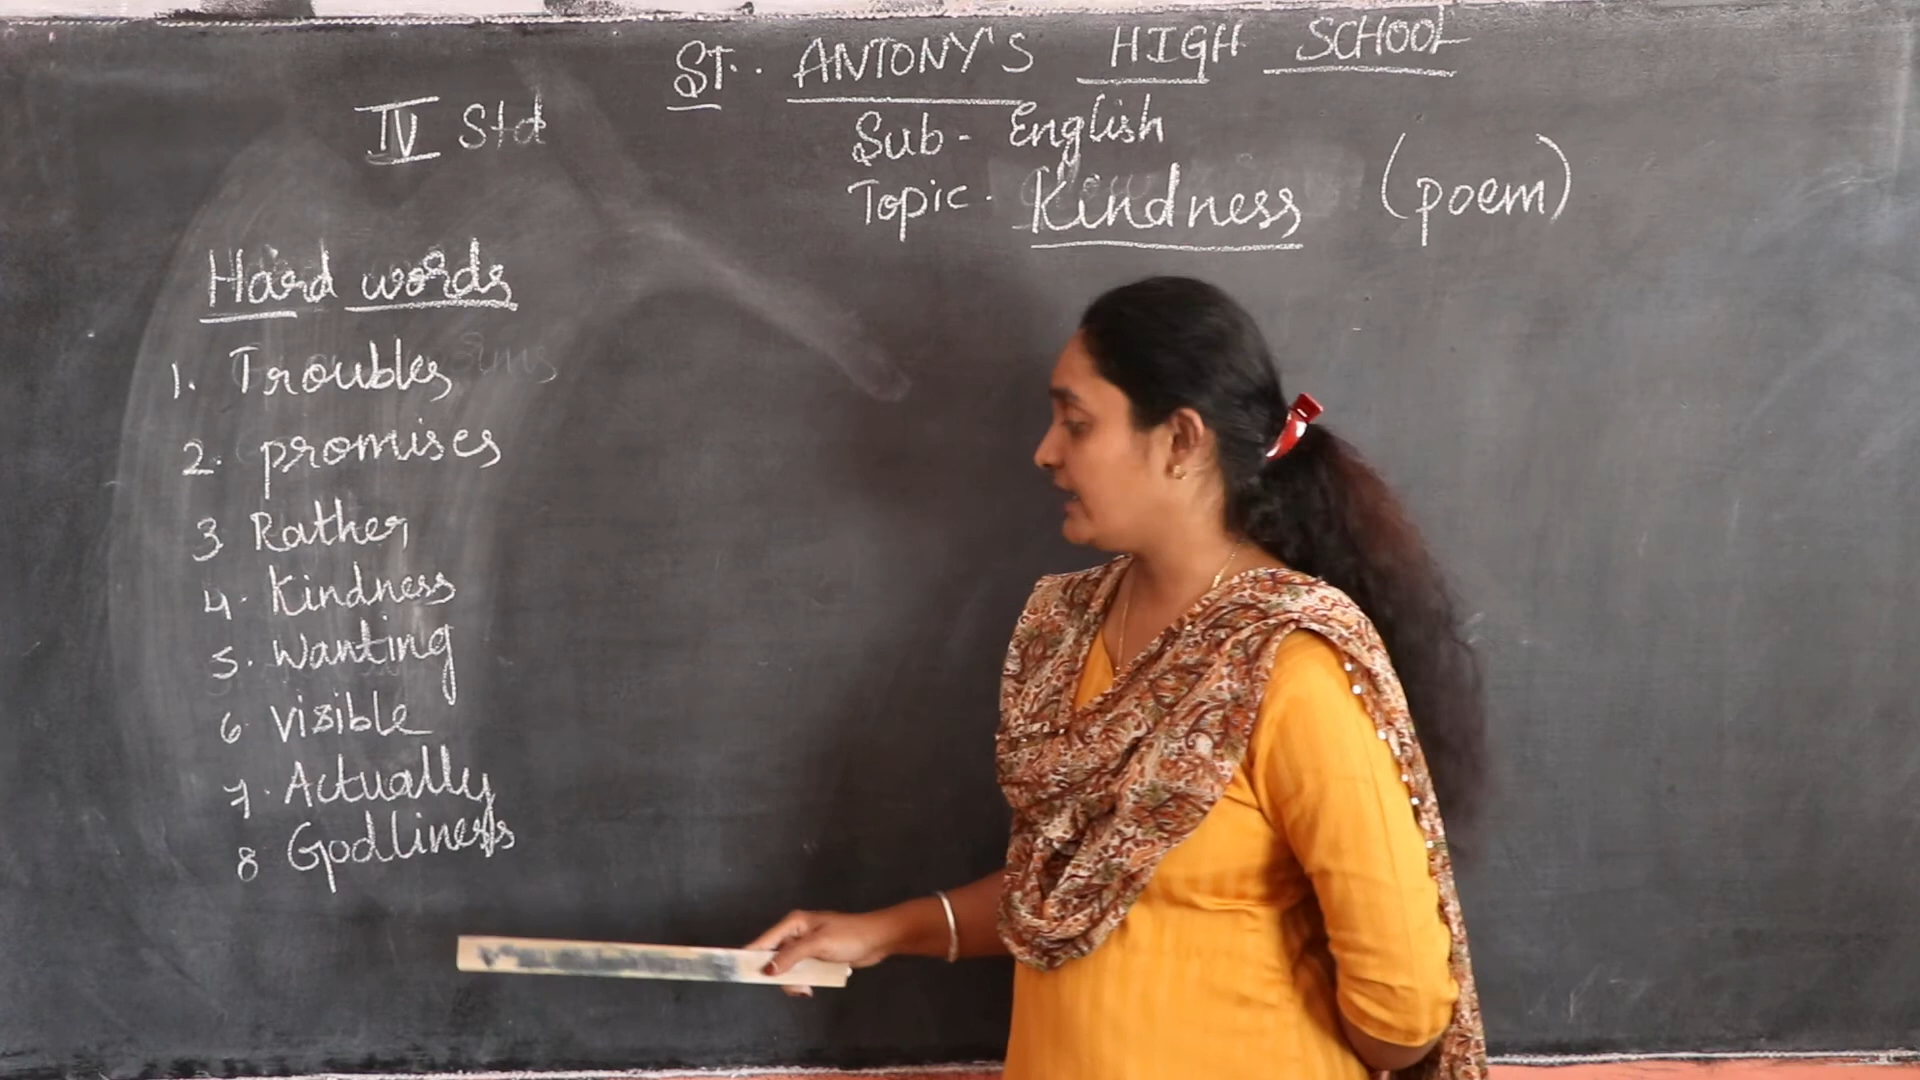 ST. ANTONY'S HIGH SCHOOL
IV Std
Sub - English
Topic - Kindness (poem)
Hard words
1. Troubles
2. promises
3 Rather
4. Kindness
5. Wanting
6. Visible
7. Actually
8 Godliness